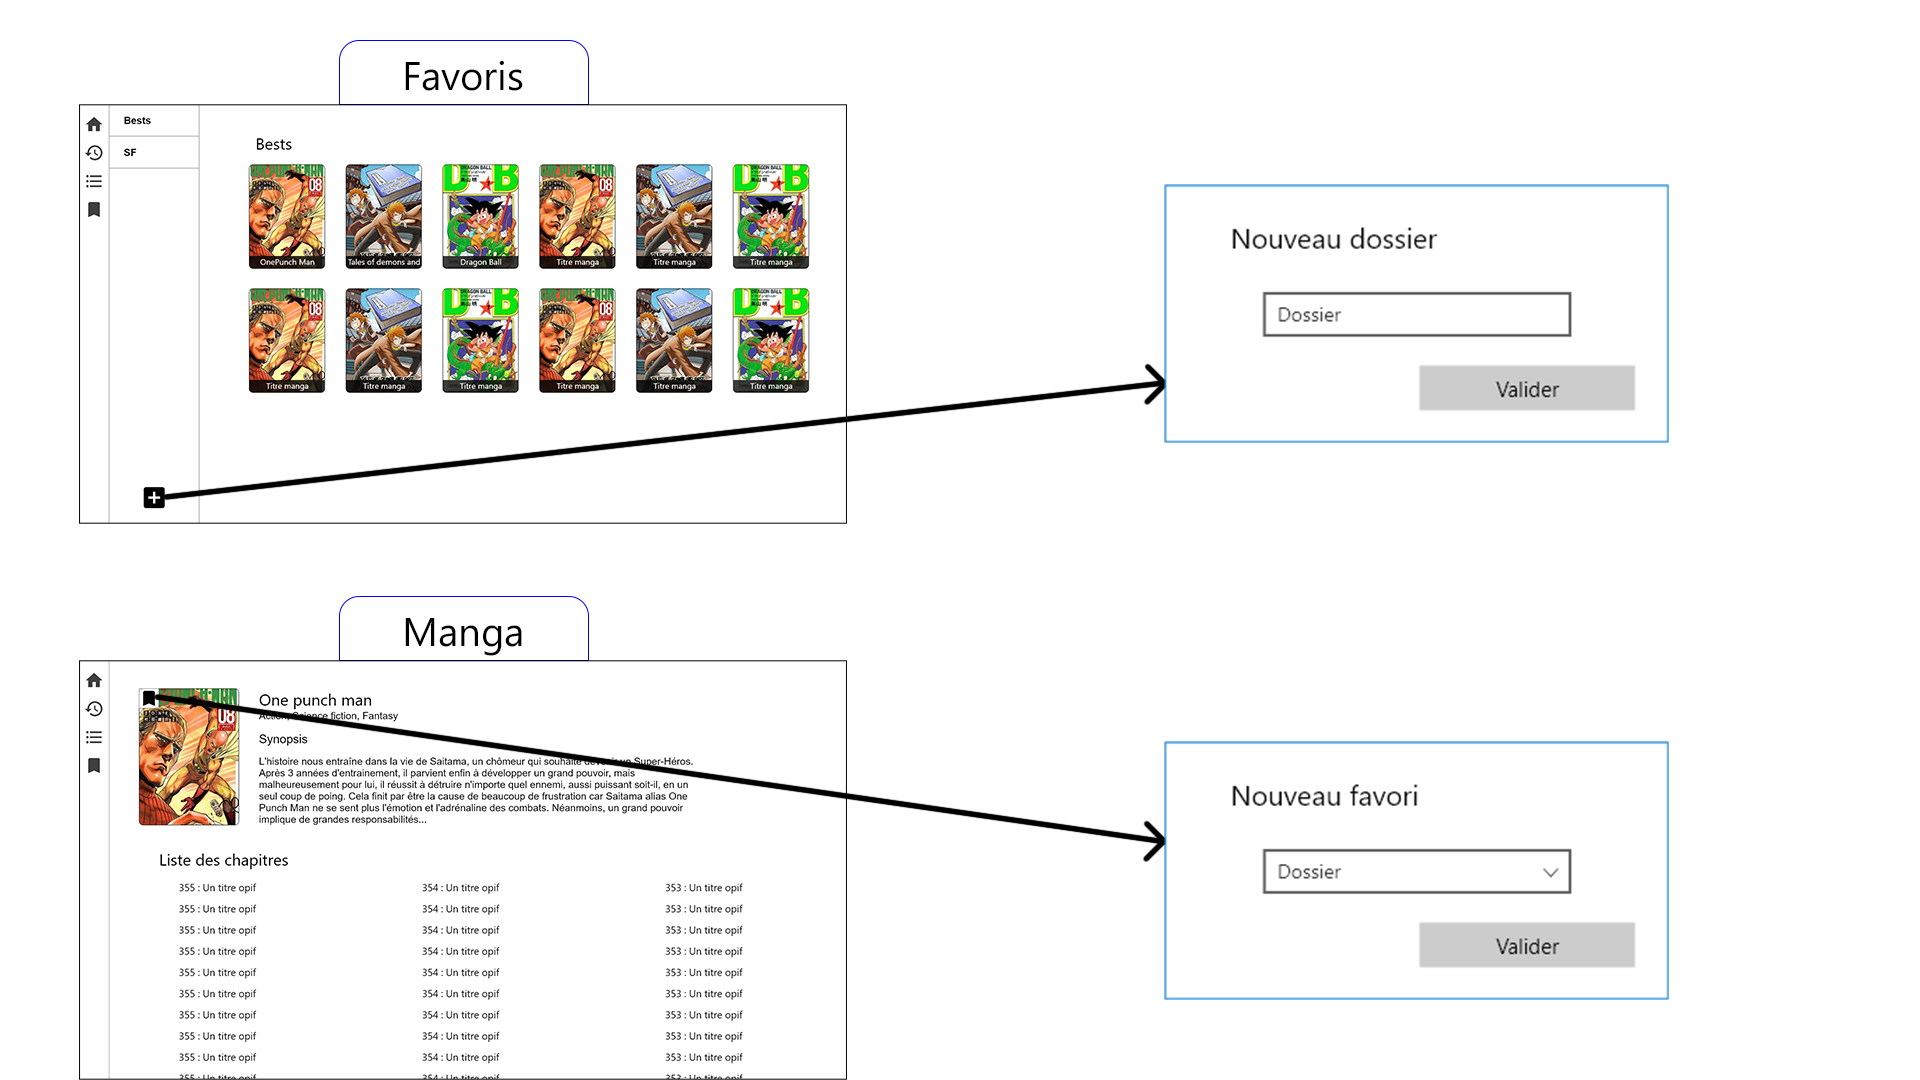 Favoris
Bests
SF
Bests
OnePunch Man
Tales of demons and
Dragon Ball
Titre manga
Titre manga
Titre manga
Titre manga
Titre manga
Titre manga
Titre manga
Titre manga
Titre manga
Nouveau dossier
Dossier
Valider
Manga
One punch man
Action, Science fiction, Fantasy
Synopsis
L'histoire nous entraîne dans la vie de Saitama, un chômeur qui souhaite devenir un Super-Héros.
Après 3 années d'entrainement, il parvient enfin à développer un grand pouvoir, mais
malheureusement pour lui, il réussit à détruire n'importe quel ennemi, aussi puissant soit-il, en un
seul coup de poing. Cela finit par être la cause de beaucoup de frustration car Saitama alias One
Punch Man ne se sent plus l'émotion et l'adrénaline des combats. Néanmoins, un grand pouvoir
implique de grandes responsabilités...
Liste des chapitres
355 : Un titre opif 354 : Un titre opif 353 : Un titre opif
355 : Un titre opif 354 : Un titre opif 353 : Un titre opif
355 : Un titre opif 354 : Un titre opif 353 : Un titre opif
355 : Un titre opif 354 : Un titre opif 353 : Un titre opif
355 : Un titre opif 354 : Un titre opif 353 : Un titre opif
355 : Un titre opif 354 : Un titre opif 353 : Un titre opif
355 : Un titre opif 354 : Un titre opif 353 : Un titre opif
355 : Un titre opif 354 : Un titre opif 353 : Un titre opif
355 : Un titre opif 354 : Un titre opif 353 : Un titre opif
355 : Un titre opif 354 : Un titre opif 353 : Un titre opif
Nouveau favori
Dossier
Valider